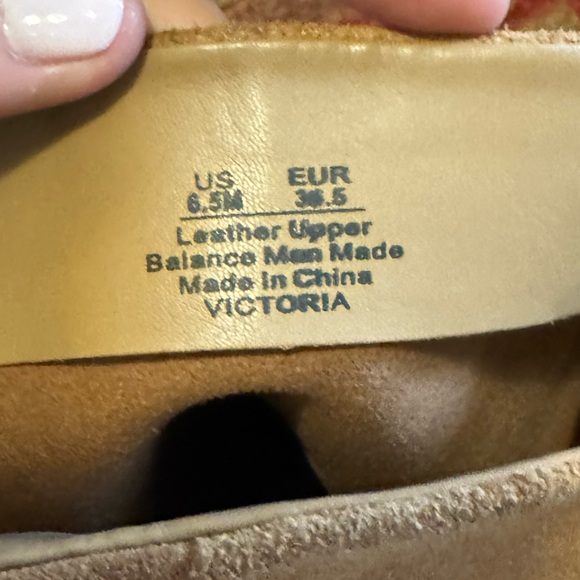 US EUR
6.5M 36.5
Leather Upper
Balance Man Made
Made In China
VICTORIA